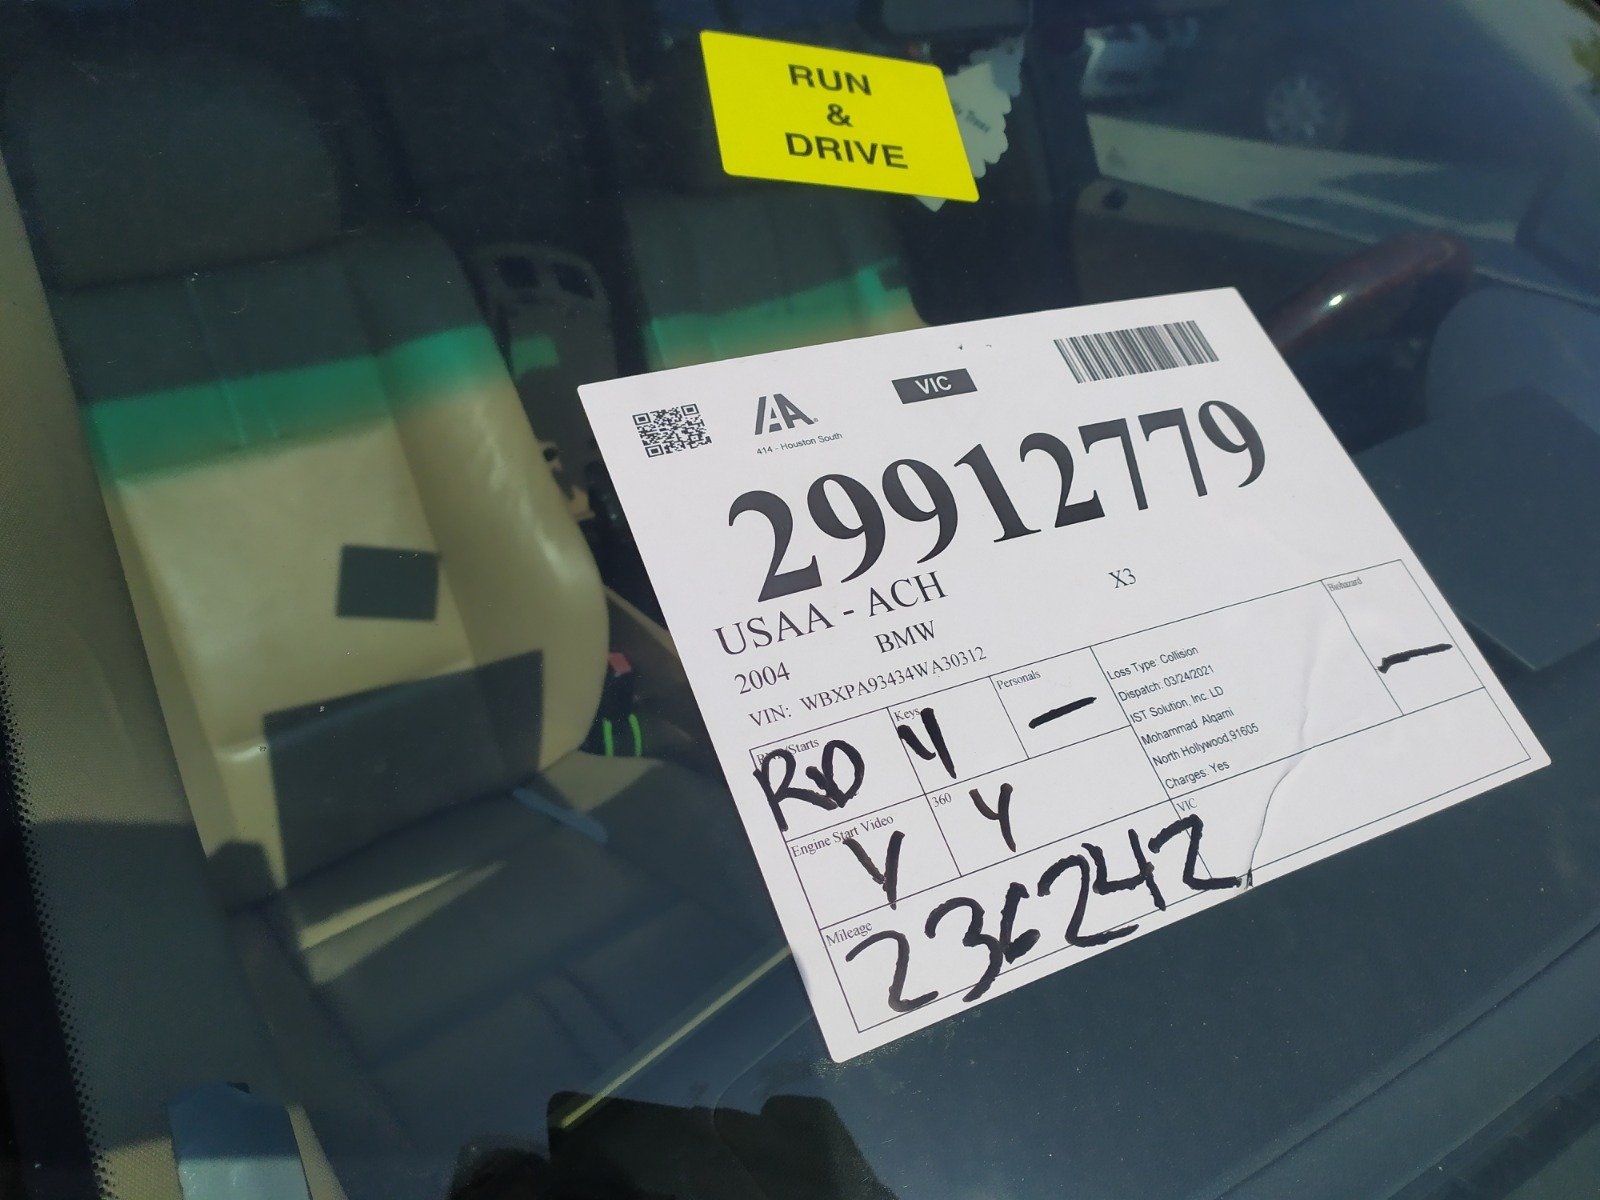 RUN
&
DRIVE
IAA
414 - Houston South
VIC
29912779
USAA - ACH
2004 BMW X3
VIN: WBXPA93434WA30312
Starts
RD
Keys
Y
Personals
—
Loss Type: Collision
Dispatch: 03/24/2021
IST Solution, Inc. LD
Mohammad Alqarni
North Hollywood,91605
Charges: Yes
Biohazard
—
Engine Start Video
Y
360
Y
VIC
Mileage
236242